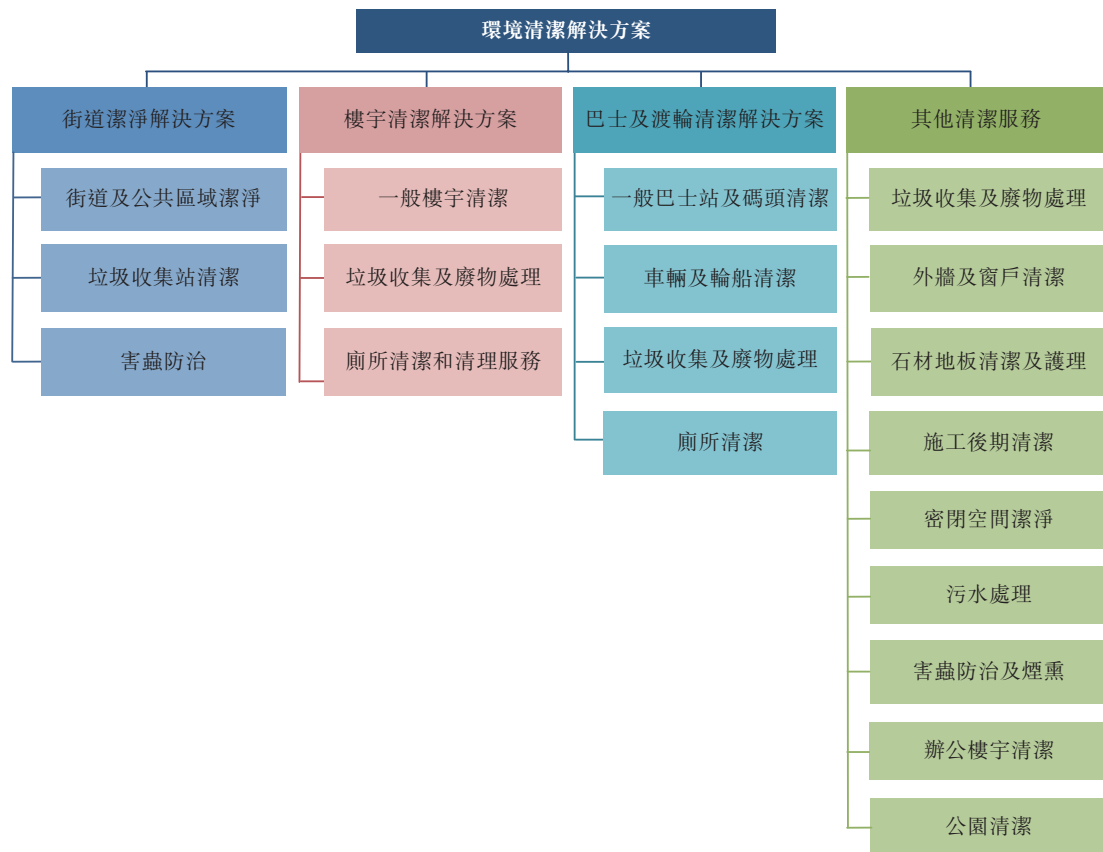 環境清潔解決方案
街道潔淨解決方案
街道及公共區域潔淨
垃圾收集站清潔
害蟲防治
樓宇清潔解決方案
一般樓宇清潔
垃圾收集及廢物處理
廁所清潔和清理服務
巴士及渡輪清潔解決方案
一般巴士站及碼頭清潔
車輛及輪船清潔
垃圾收集及廢物處理
廁所清潔
其他清潔服務
垃圾收集及廢物處理
外牆及窗戶清潔
石材地板清潔及護理
施工後期清潔
密閉空間潔淨
污水處理
害蟲防治及煙熏
辦公樓宇清潔
公園清潔